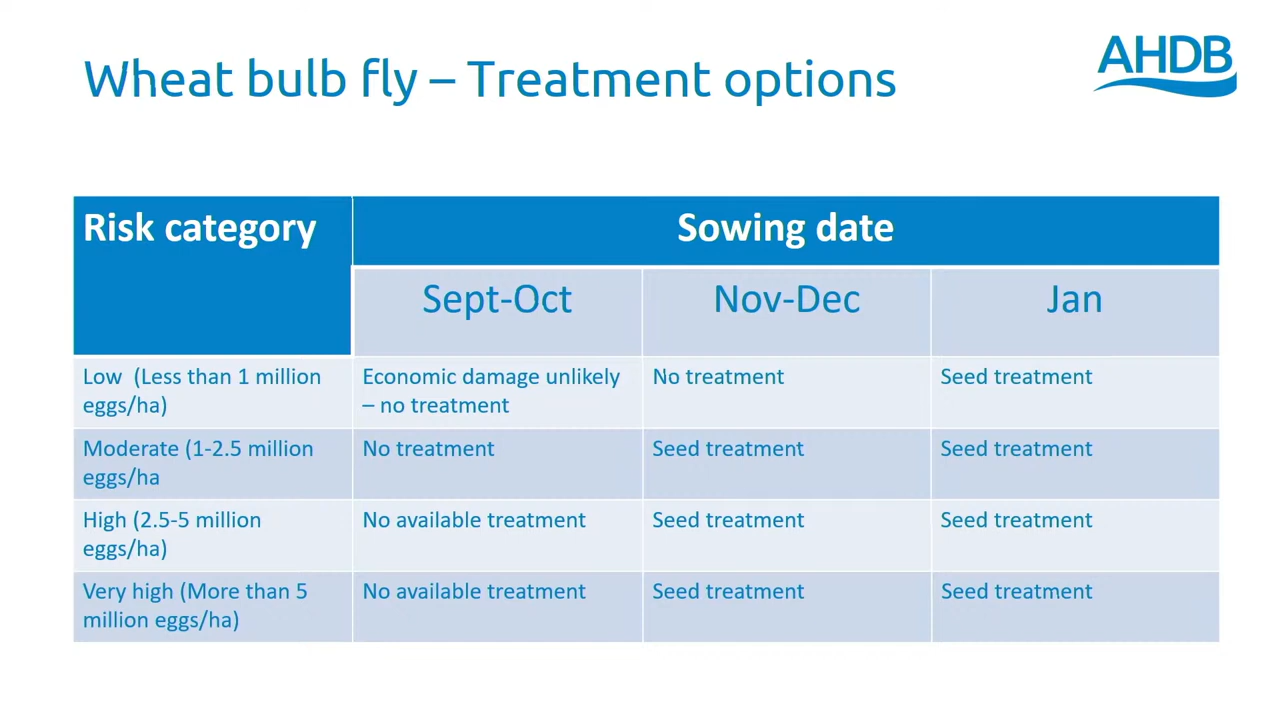 Wheat bulb fly – Treatment options
AHDB
Risk category
Sowing date
Sept-Oct
Nov-Dec
Jan
Low (Less than 1 million
eggs/ha)
Economic damage unlikely
– no treatment
No treatment
Seed treatment
Moderate (1-2.5 million
eggs/ha
No treatment
Seed treatment
Seed treatment
High (2.5-5 million
eggs/ha)
No available treatment
Seed treatment
Seed treatment
Very high (More than 5
million eggs/ha)
No available treatment
Seed treatment
Seed treatment